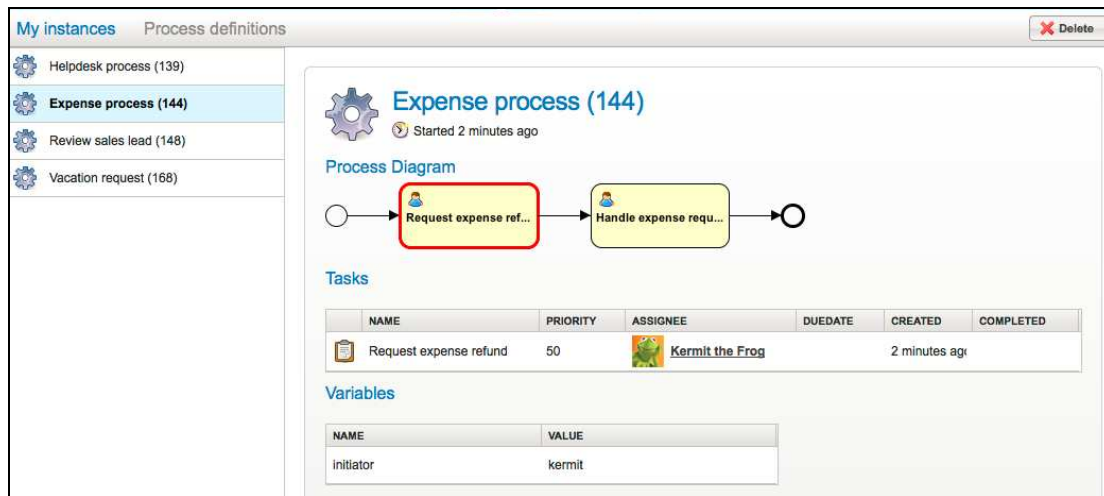 My instances Process definitions Delete
Helpdesk process (139)
Expense process (144)
Review sales lead (148)
Vacation request (168)
Expense process (144)
Started 2 minutes ago
Process Diagram
Request expense ref... Handle expense requ...
Tasks
NAME PRIORITY ASSIGNEE DUEDATE CREATED COMPLETED
Request expense refund 50 Kermit the Frog 2 minutes ago
Variables
NAME VALUE
initiator kermit